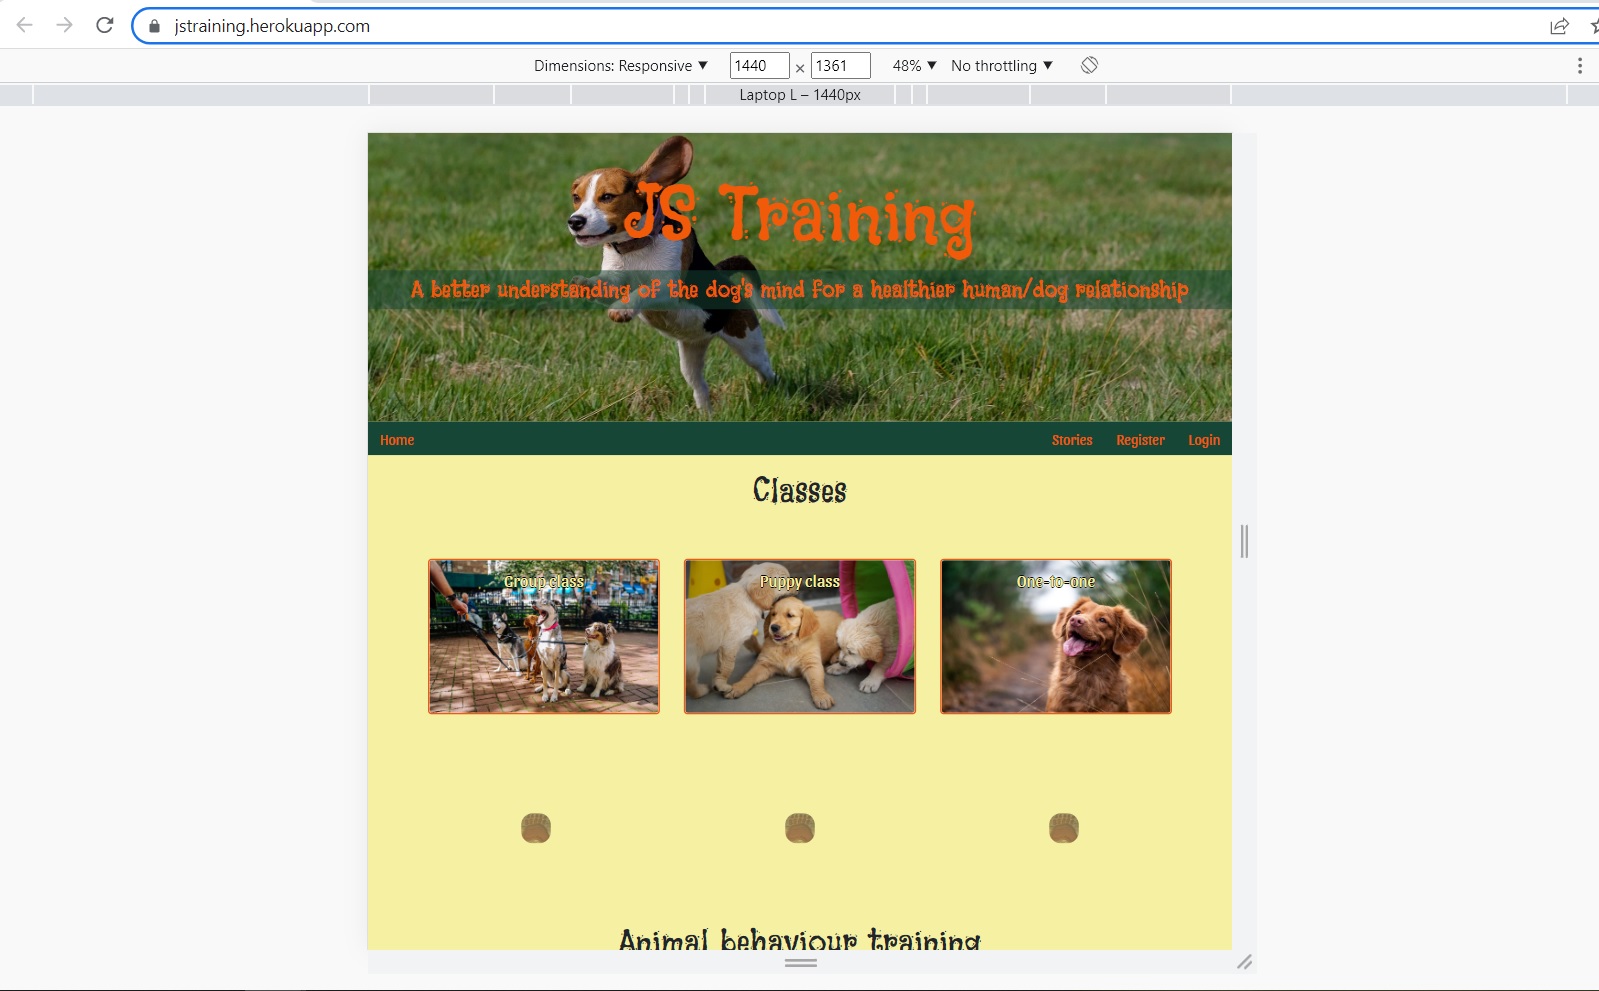 jstraining.herokuapp.com
Dimensions: Responsive ▼ 1440 × 1361 48% ▼ No throttling ▼
Laptop L – 1440px
JS Training
A better understanding of the dog's mind for a healthier human/dog relationship
Home Stories Register Login
Classes
Group class Puppy class One-to-one
Animal behaviour training